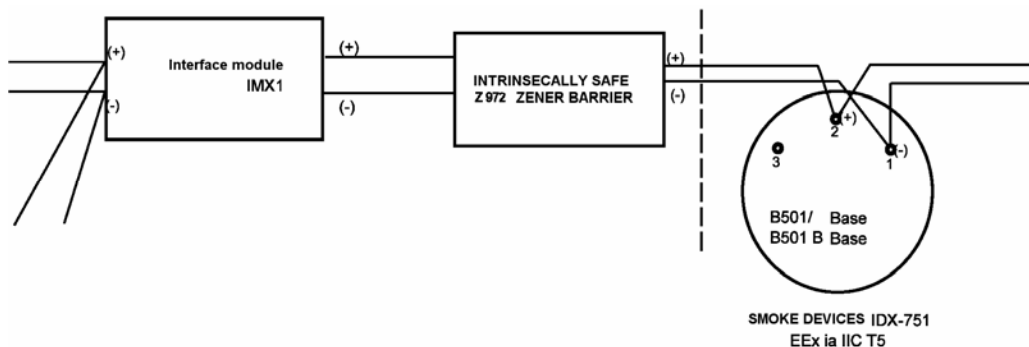 (+)
Interface module
IMX1
(-)
(+)
(-)
INTRINSECALLY SAFE
Z 972 ZENER BARRIER
(+)
(-)
(+)
2
(-)
1
3
B501/ Base
B501 B Base
SMOKE DEVICES IDX-751
EEx ia IIC T5